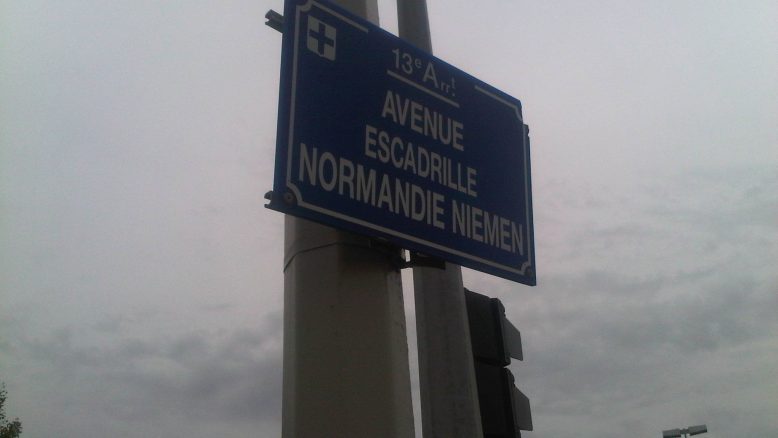 13e Arrt
AVENUE
ESCADRILLE
NORMANDIE NIEMEN